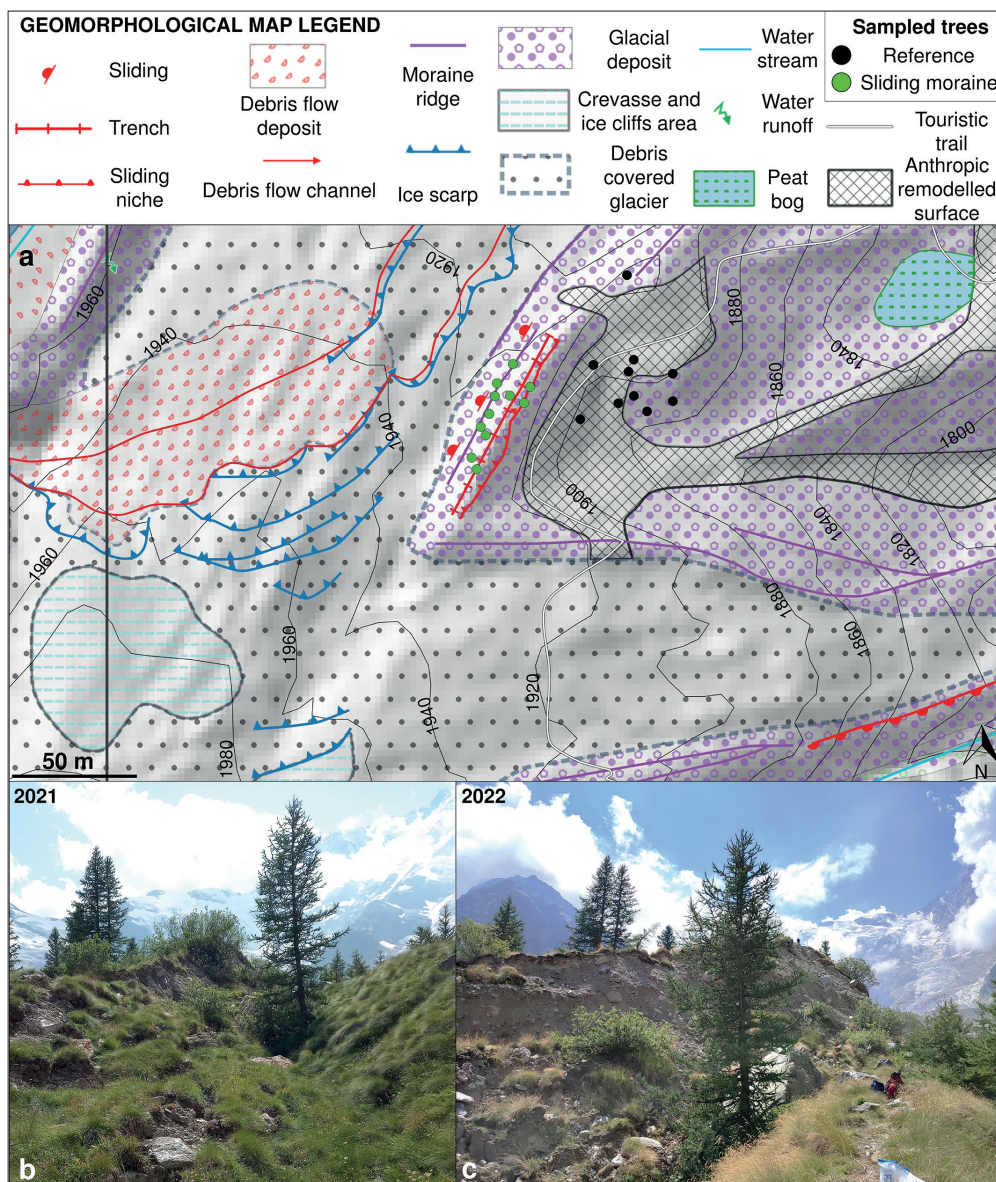 GEOMORPHOLOGICAL MAP LEGEND
Sliding
Trench
Sliding
niche
Debris flow
deposit
Debris flow channel
Moraine
ridge
Ice scarp
Glacial
deposit
Crevasse and
ice cliffs area
Debris
covered
glacier
Water
stream
Water
runoff
Peat
bog
Sampled trees
Reference
Sliding moraine
Touristic
trail
Anthropic
remodelled
surface
a
1960
1940
1920
1880
1840
1860
1800
1940
1900
1960
1840
1820
1880
1860
1960
1940
1920
1980
50 m
N
2021
b
2022
c